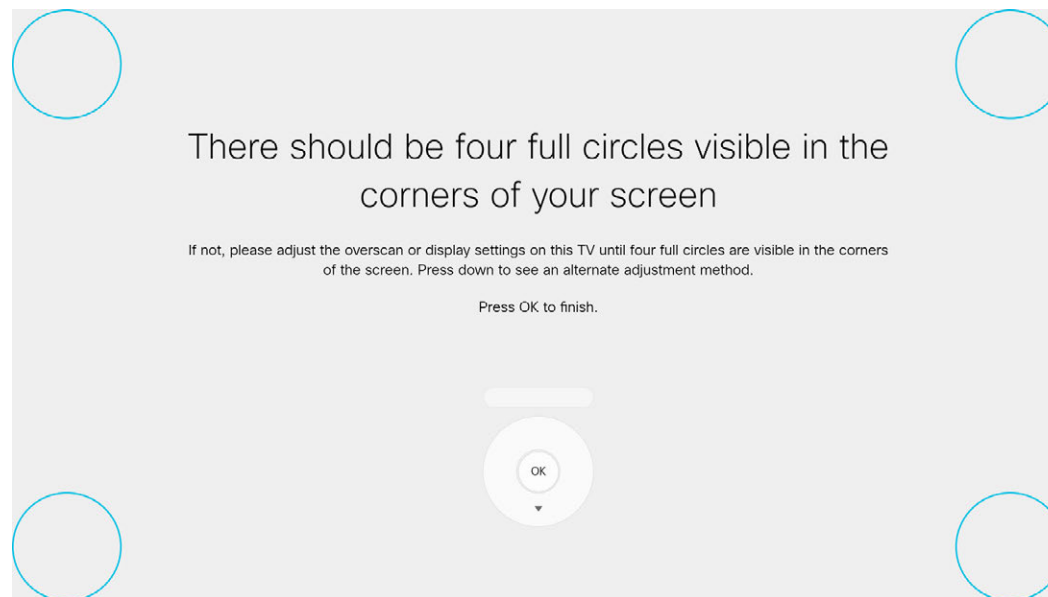 There should be four full circles visible in the
corners of your screen
If not, please adjust the overscan or display settings on this TV until four full circles are visible in the corners
of the screen. Press down to see an alternate adjustment method.
Press OK to finish.
OK